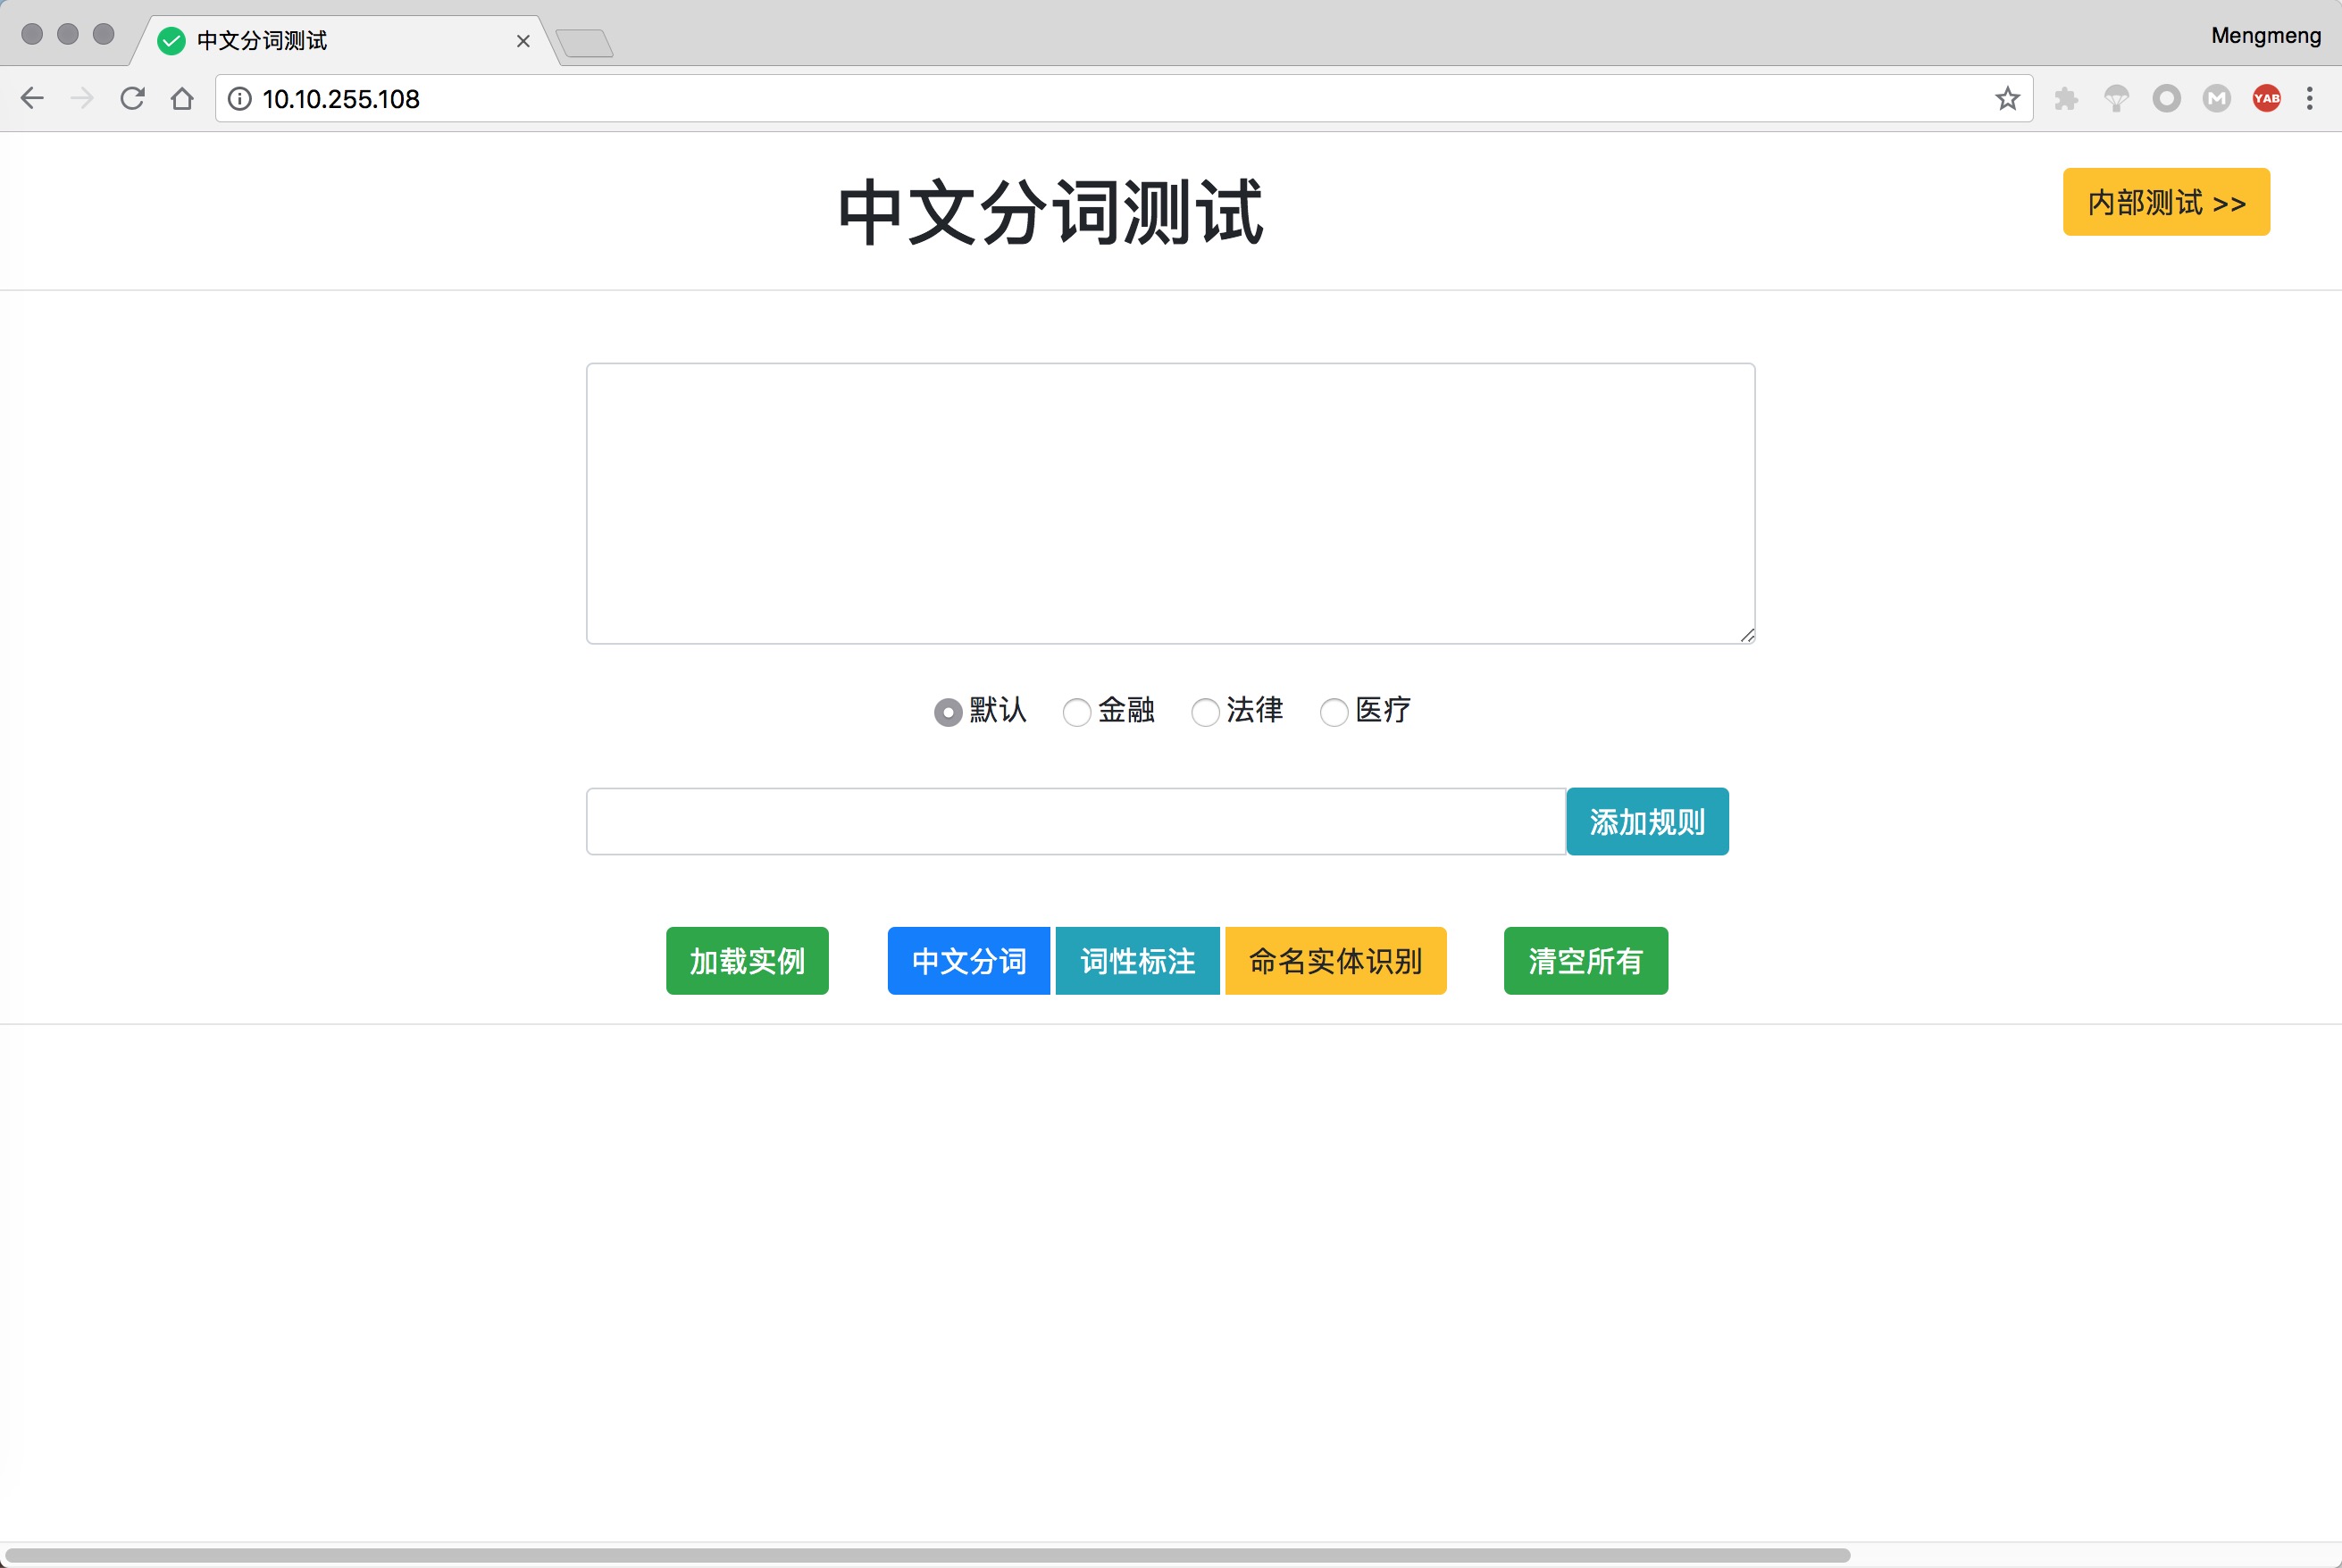 中文分词测试
Mengmeng
10.10.255.108
M
YAB
中文分词测试
内部测试 >>
默认 金融 法律 医疗
添加规则
加载实例 中文分词 词性标注 命名实体识别 清空所有